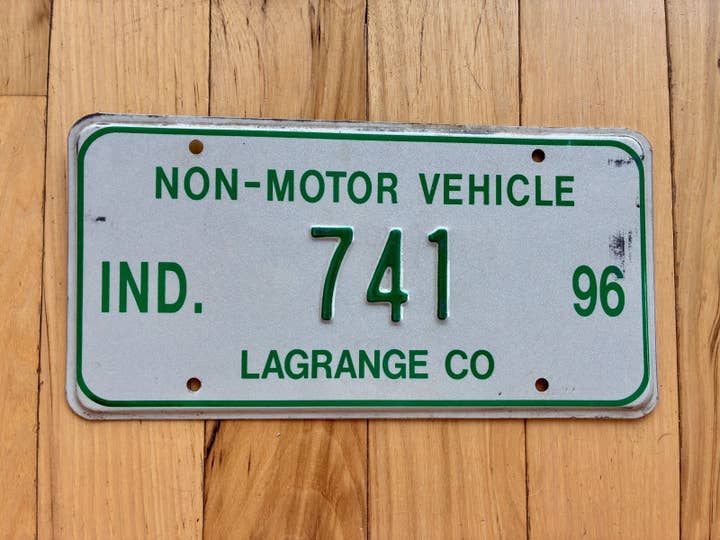 NON-MOTOR VEHICLE
IND. 741 96
LAGRANGE CO